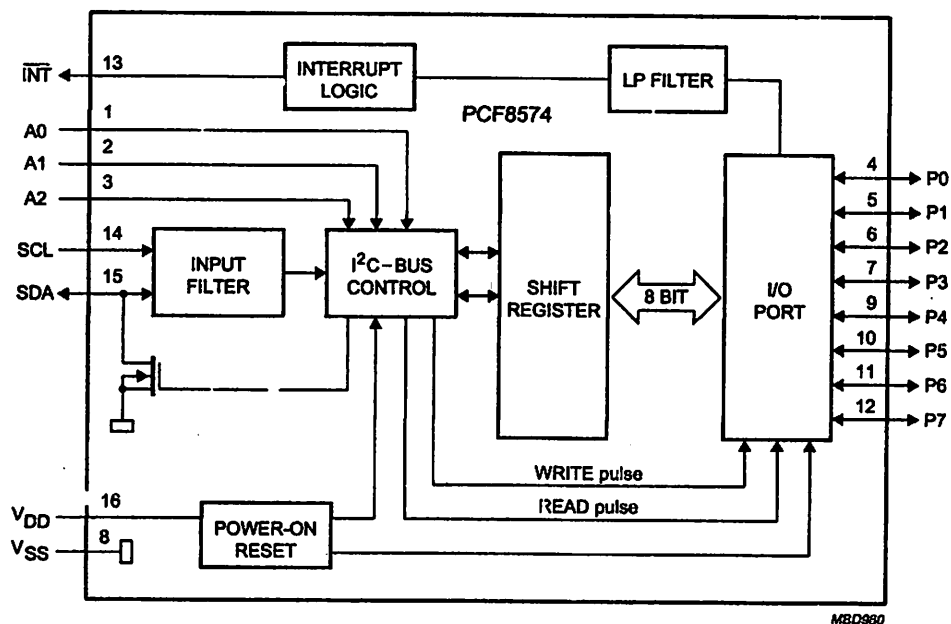 INT
13
INTERRUPT
LOGIC
LP FILTER
PCF8574
A0
1
A1
2
A2
3
SCL
14
SDA
15
INPUT
FILTER
I²C-BUS
CONTROL
SHIFT
REGISTER
8 BIT
I/O
PORT
4
P0
5
P1
6
P2
7
P3
9
P4
10
P5
11
P6
12
P7
WRITE pulse
READ pulse
VDD
16
VSS
8
POWER-ON
RESET
MBD980